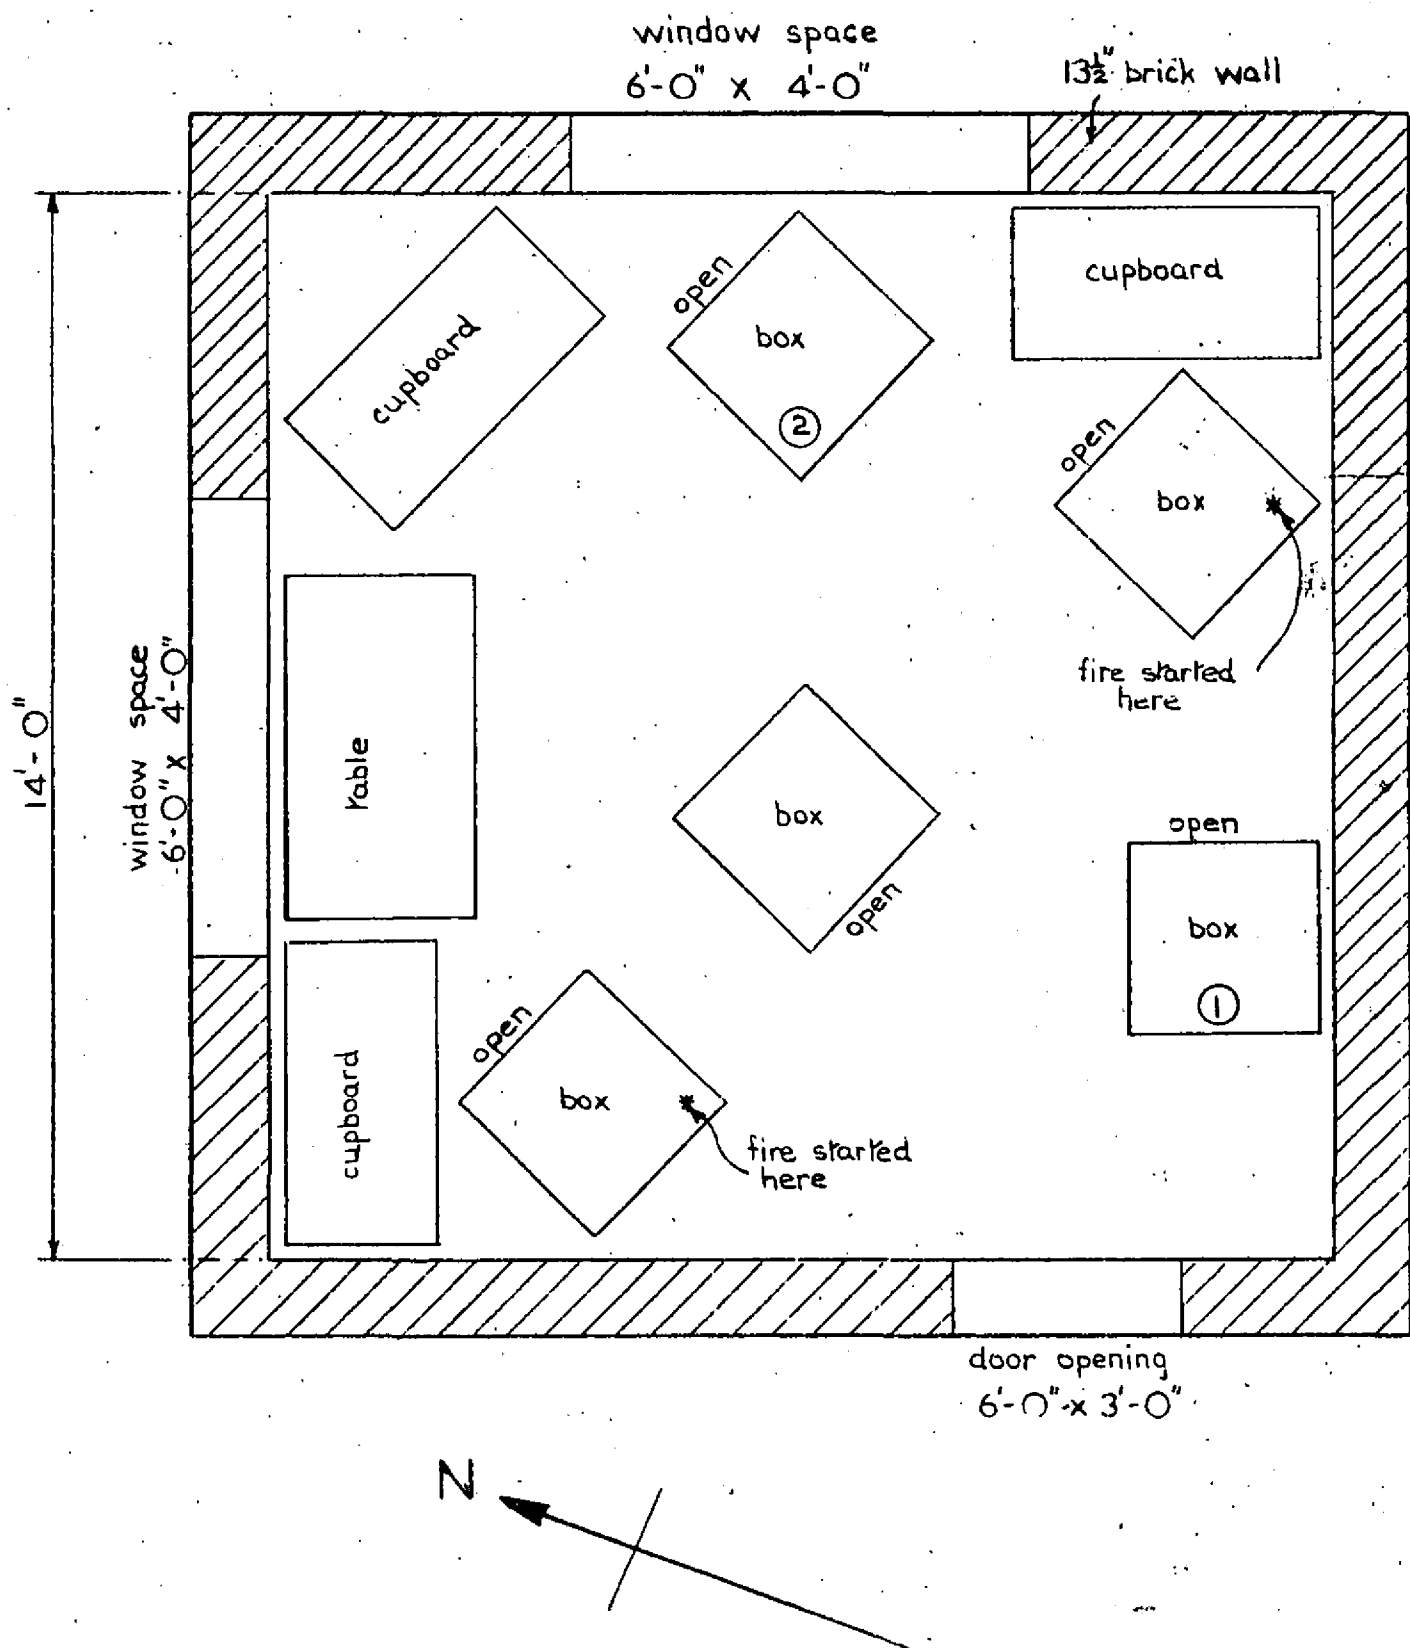 window space
6'-0" x 4'-0"
13½" brick wall
open
box
2
cupboard
cupboard
open
box
fire started
here
14'-0"
window space
6'-0" x 4'-0"
table
box
open
open
box
1
cupboard
open
box
fire started
here
door opening
6'-0" x 3'-0"
N